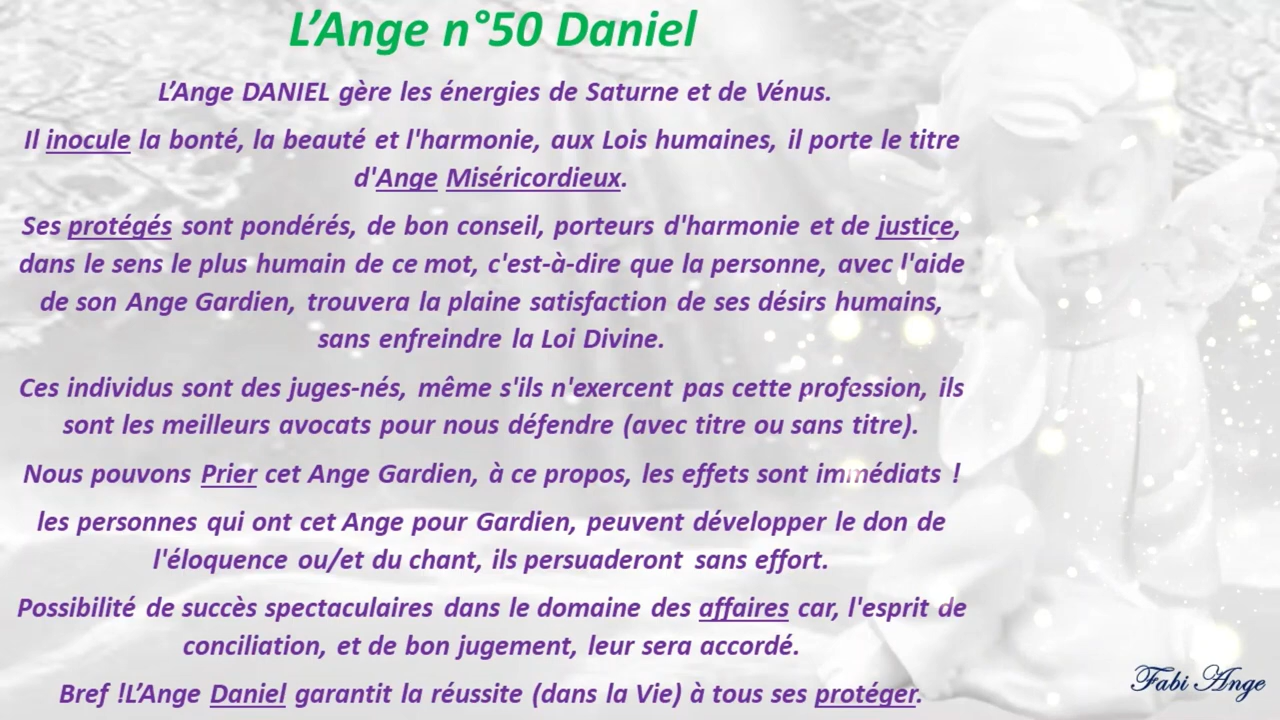 L’Ange n°50 Daniel
L’Ange DANIEL gère les énergies de Saturne et de Vénus.
Il inocule la bonté, la beauté et l'harmonie, aux Lois humaines, il porte le titre
d'Ange Miséricordieux.
Ses protégés sont pondérés, de bon conseil, porteurs d'harmonie et de justice,
dans le sens le plus humain de ce mot, c'est-à-dire que la personne, avec l'aide
de son Ange Gardien, trouvera la plaine satisfaction de ses désirs humains,
sans enfreindre la Loi Divine.
Ces individus sont des juges-nés, même s'ils n'exercent pas cette profession, ils
sont les meilleurs avocats pour nous défendre (avec titre ou sans titre).
Nous pouvons Prier cet Ange Gardien, à ce propos, les effets sont immédiats !
les personnes qui ont cet Ange pour Gardien, peuvent développer le don de
l'éloquence ou/et du chant, ils persuaderont sans effort.
Possibilité de succès spectaculaires dans le domaine des affaires car, l'esprit de
conciliation, et de bon jugement, leur sera accordé.
Bref !L’Ange Daniel garantit la réussite (dans la Vie) à tous ses protéger.
Fabi Ange